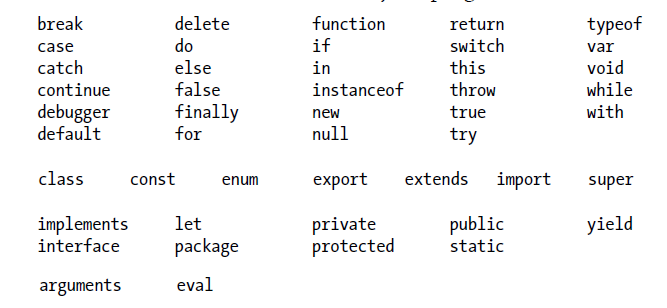 break delete function return typeof
case do if switch var
catch else in this void
continue false instanceof throw while
debugger finally new true with
default for null try
class const enum export extends import super
implements let private public yield
interface package protected static
arguments eval